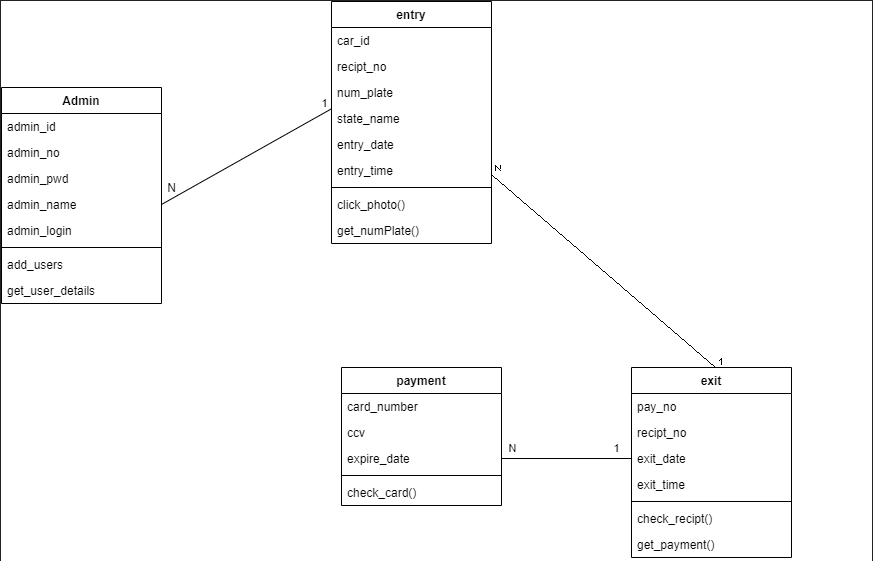 entry
car_id
recipt_no
num_plate
state_name
entry_date
entry_time
click_photo()
get_numPlate()
Admin
admin_id
admin_no
admin_pwd
admin_name
admin_login
add_users
get_user_details
1
N
N
1
payment
card_number
ccv
expire_date
check_card()
N
1
exit
pay_no
recipt_no
exit_date
exit_time
check_recipt()
get_payment()